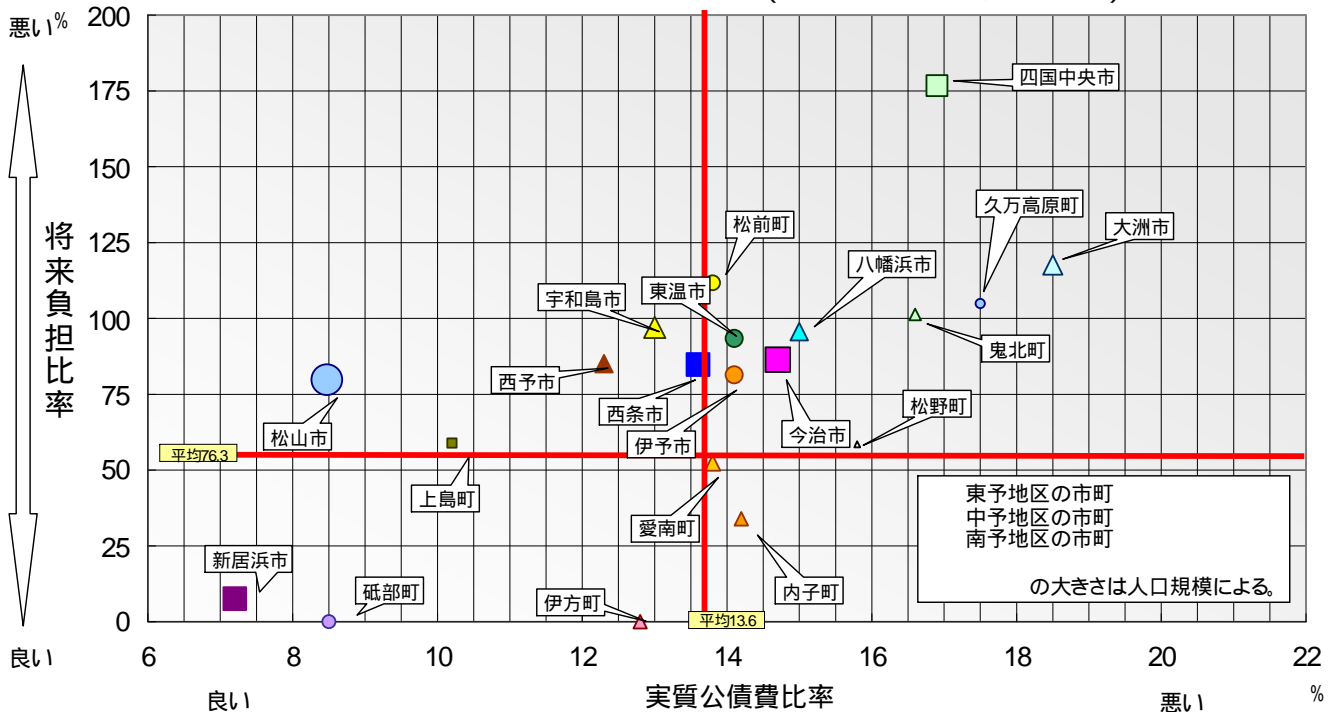 悪い%
200
175
150
125
100
75
50
25
0
良い
将来負担比率
四国中央市
久万高原町
大洲市
松前町
八幡浜市
東温市
宇和島市
鬼北町
西予市
西条市
松野町
松山市
伊予市
今治市
平均76.3
上島町
愛南町
新居浜市
砥部町
伊方町
内子町
平均13.6
東予地区の市町
中予地区の市町
南予地区の市町
の大きさは人口規模による。
6 8 10 12 14 16 18 20 22
良い 実質公債費比率 悪い %